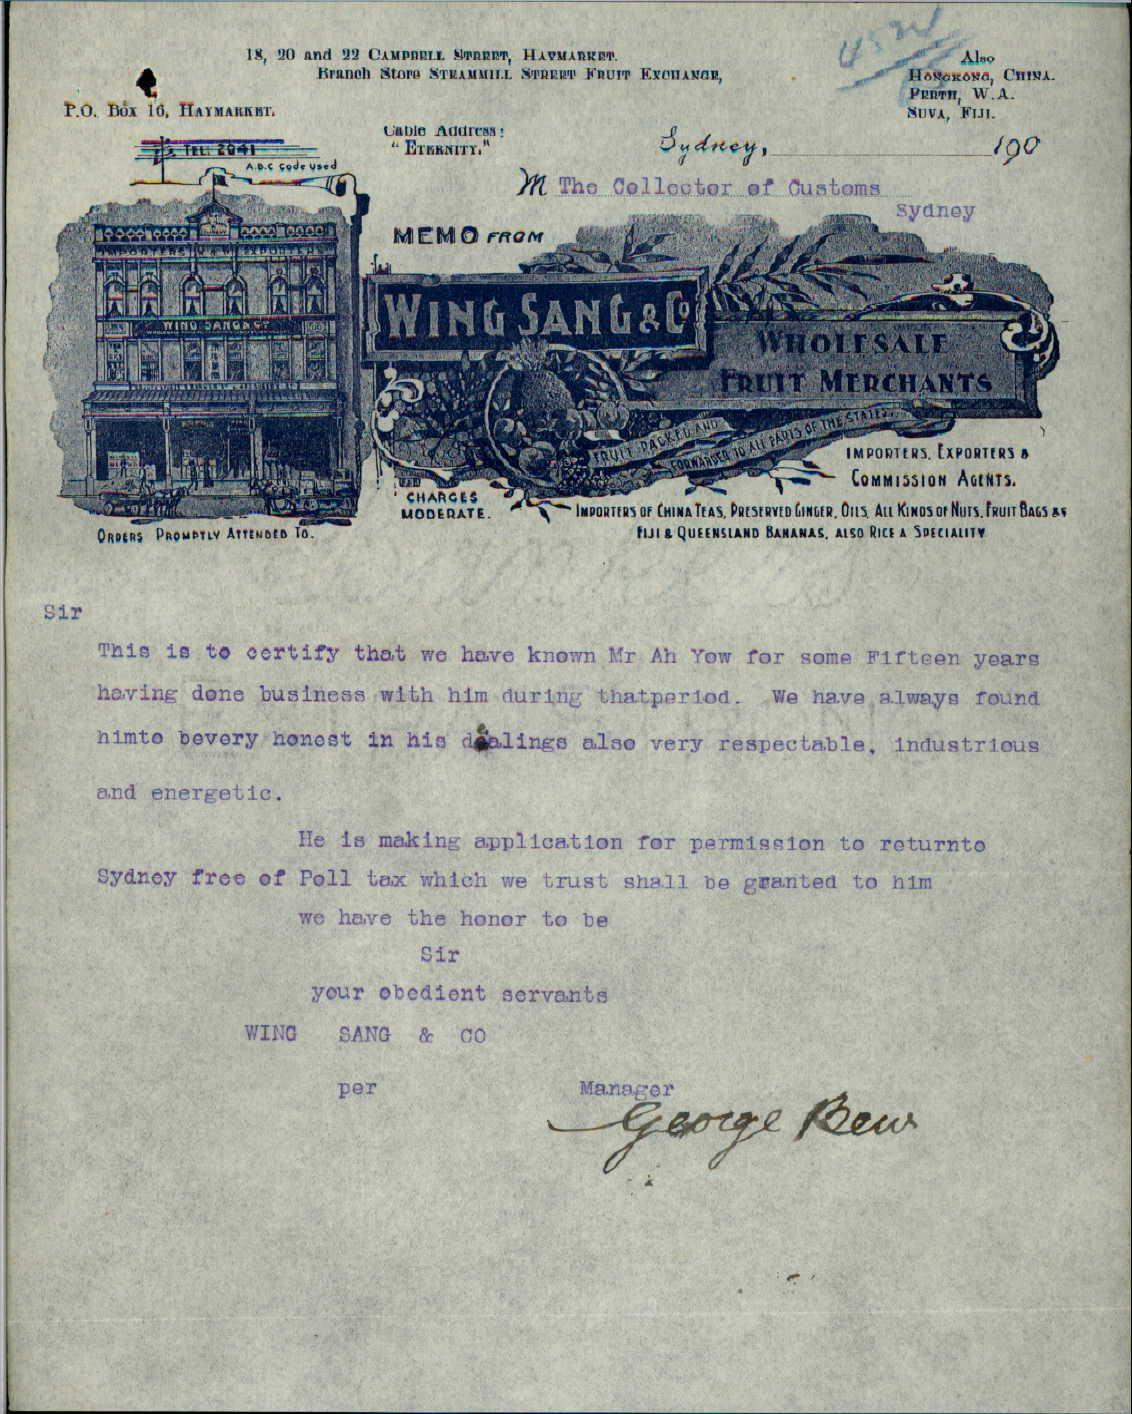 18, 20 and 22 CAMPBELL STREET, HAYMARKET.
Branch Store STEAMMILL STREET FRUIT EXCHANGE,
Also
HONGKONG, CHINA.
PERTH, W.A.
SUVA, FIJI.
P.O. Box 16, HAYMARKET.
Cable Address:
"ETERNITY."
TEL: 2041
A.B.C Code used
Sydney, 190
M The Collector of Customs
Sydney
MEMO FROM
IMPORTERS
WING SANG & Co
WING SANG & Co
WHOLESALE
FRUIT MERCHANTS
FRUIT PACKED AND
FORWARDED TO ALL PARTS OF THE STATES.
IMPORTERS, EXPORTERS &
COMMISSION AGENTS.
CHARGES
MODERATE.
IMPORTERS OF CHINA TEAS, PRESERVED GINGER, OILS, ALL KINDS OF NUTS, FRUIT BAGS &c
FIJI & QUEENSLAND BANANAS, ALSO RICE A SPECIALITY
ORDERS PROMPTLY ATTENDED TO.
Sir
This is to certify that we have known Mr Ah Yow for some Fifteen years
having done business with him during thatperiod. We have always found
himto bevery honest in his dealings also very respectable, industrious
and energetic.
He is making application for permission to returnto
Sydney free of Poll tax which we trust shall be granted to him
we have the honor to be
Sir
your obedient servants
WING SANG & CO
per Manager
George Bew